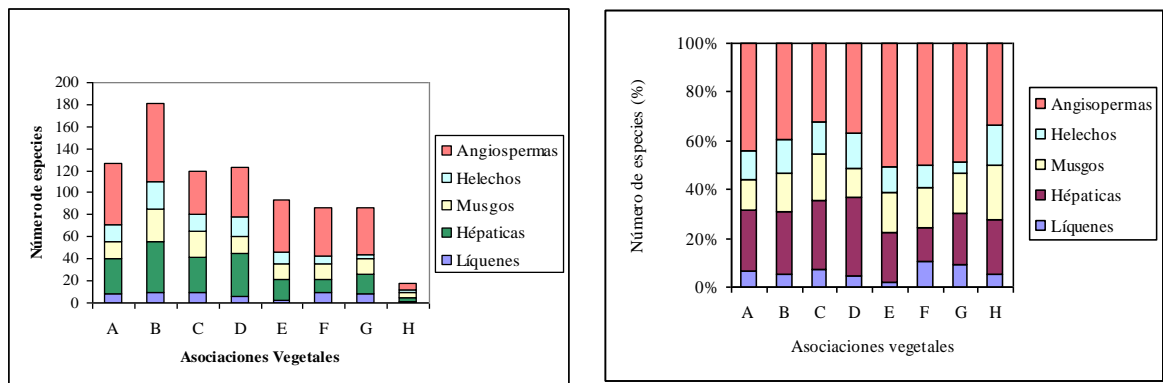 Número de especies
200
180
160
140
120
100
80
60
40
20
0
A B C D E F G H
Asociaciones Vegetales
Angiospermas
Helechos
Musgos
Hépaticas
Líquenes
Número de especies (%)
100%
80%
60%
40%
20%
0%
A B C D E F G H
Asociaciones vegetales
Angisopermas
Helechos
Musgos
Hépaticas
Líquenes